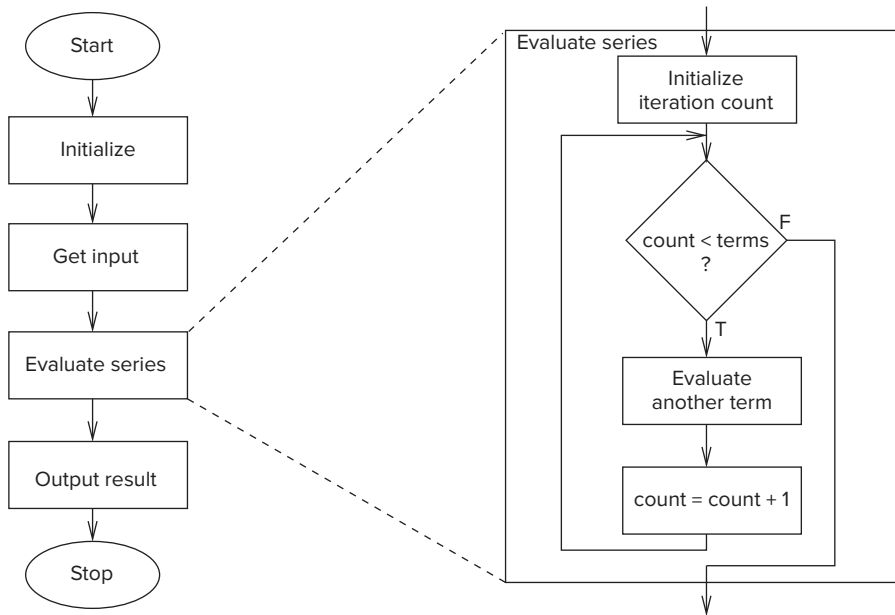 Start
Initialize
Get input
Evaluate series
Output result
Stop
Evaluate series
Initialize
iteration count
count < terms
?
F
T
Evaluate
another term
count = count + 1